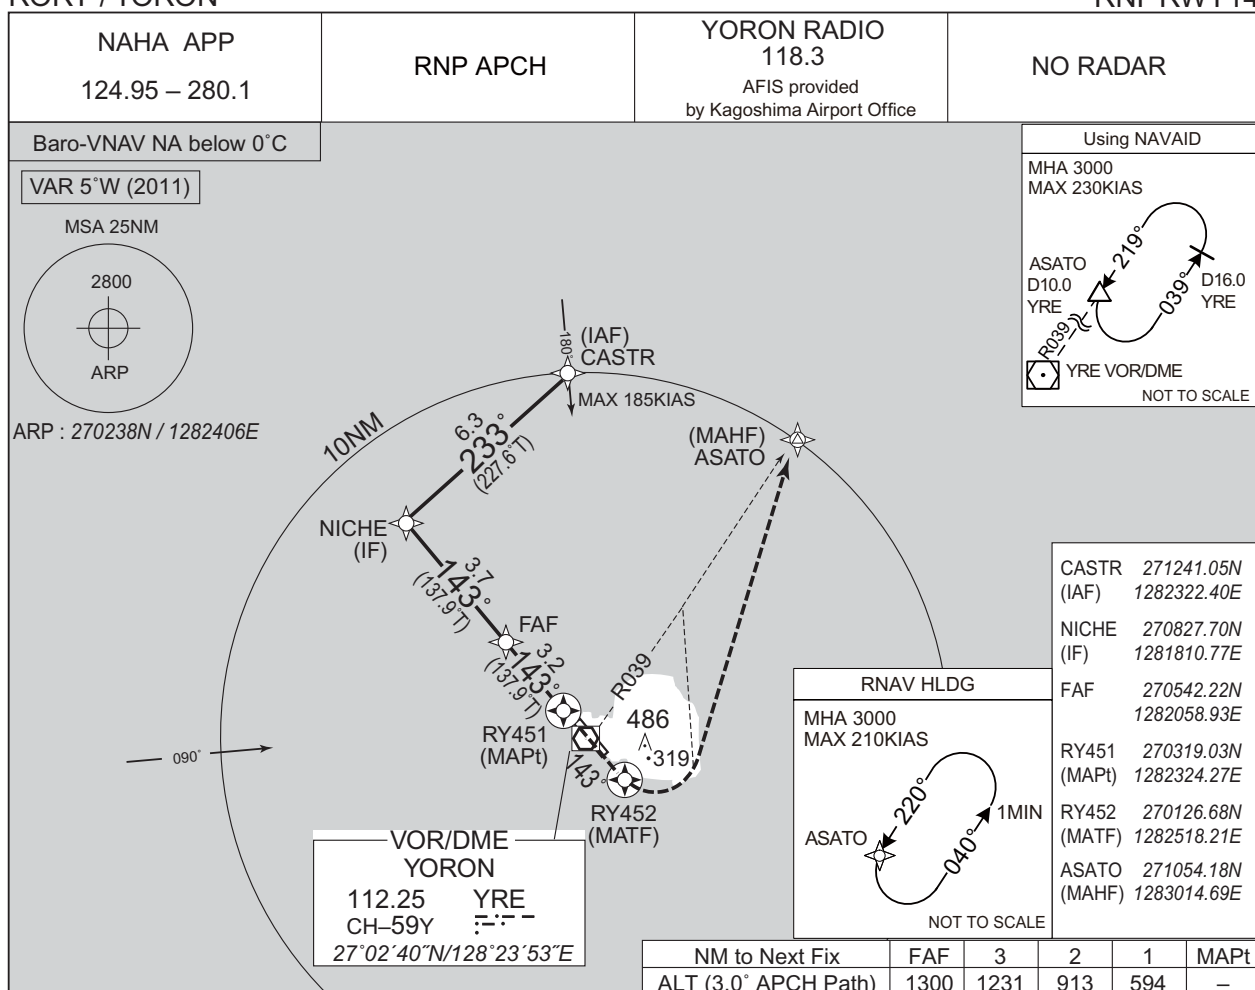 RORY / YORON
RNP RWY 14
NAHA APP
124.95 – 280.1
RNP APCH
YORON RADIO
118.3
AFIS provided
by Kagoshima Airport Office
NO RADAR
Baro-VNAV NA below 0˚C
VAR 5˚W (2011)
MSA 25NM
2800
ARP
ARP : 270238N / 1282406E
Using NAVAID
MHA 3000
MAX 230KIAS
219°
039°
ASATO
D10.0
YRE
D16.0
YRE
R039
YRE VOR/DME
NOT TO SCALE
180°
(IAF)
CASTR
MAX 185KIAS
10NM
6.3
233°
(227.6˚T)
(MAHF)
ASATO
NICHE
(IF)
3.7
143°
(137.9˚T)
FAF
3.2
143°
(137.9˚T)
R039
486
319
RY451
(MAPt)
143°
RY452
(MATF)
090°
VOR/DME
YORON
112.25 YRE
CH–59Y
27˚02´40˝N/128˚23´53˝E
RNAV HLDG
MHA 3000
MAX 210KIAS
220°
040°
1MIN
ASATO
NOT TO SCALE
CASTR 271241.05N
(IAF) 1282322.40E
NICHE 270827.70N
(IF) 1281810.77E
FAF 270542.22N
1282058.93E
RY451 270319.03N
(MAPt) 1282324.27E
RY452 270126.68N
(MATF) 1282518.21E
ASATO 271054.18N
(MAHF) 1283014.69E
NM to Next Fix FAF 3 2 1 MAPt
ALT (3.0˚ APCH Path) 1300 1231 913 594 –